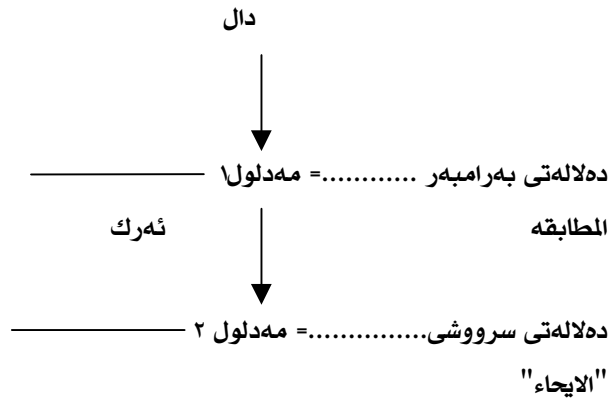 دال
دەلالەتی بەرامبەر ............= مەدلول١
المطابقه
ئەرك
دەلالەتی سرووشی...............= مەدلول ٢
"الایحاء"